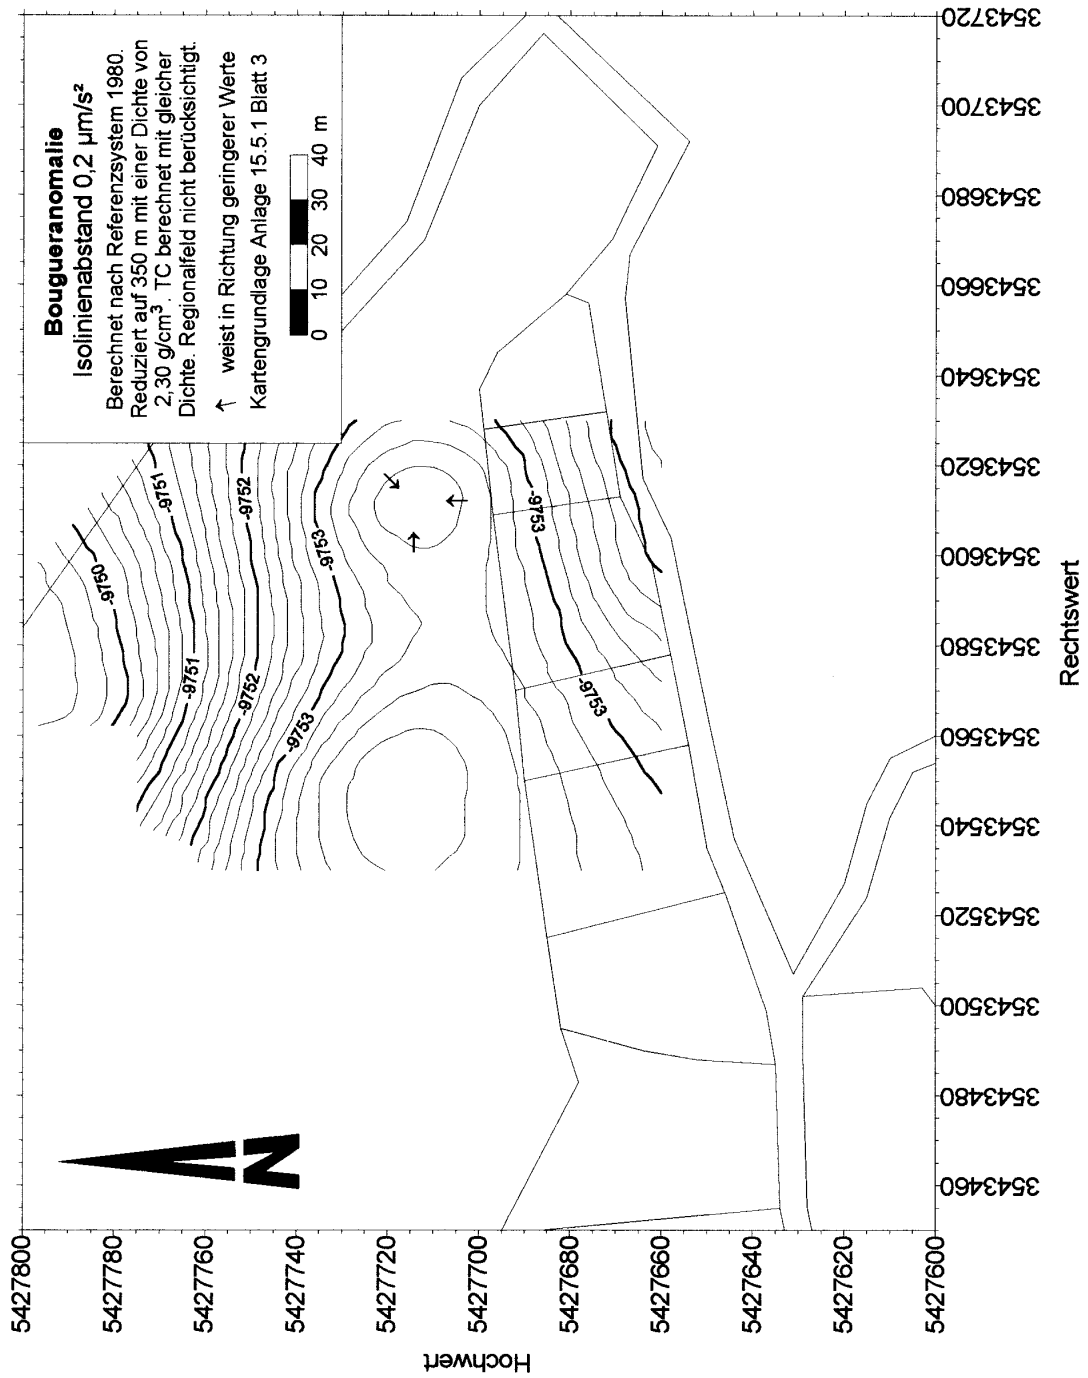 Bougueranomalie
Isolinienabstand 0,2 µm/s²
Berechnet nach Referenzsystem 1980.
Reduziert auf 350 m mit einer Dichte von
2,30 g/cm³ . TC berechnet mit gleicher
Dichte. Regionalfeld nicht berücksichtigt.
↑ weist in Richtung geringerer Werte
Kartengrundlage Anlage 15.5.1 Blatt 3
0 10 20 30 40 m
-9750
-9751
-9751
-9752
-9752
-9753
-9753
-9753
-9753
N
Hochwert
5427800
5427780
5427760
5427740
5427720
5427700
5427680
5427660
5427640
5427620
5427600
3543460
3543480
3543500
3543520
3543540
3543560
3543580
3543600
3543620
3543640
3543660
3543680
3543700
3543720
Rechtswert